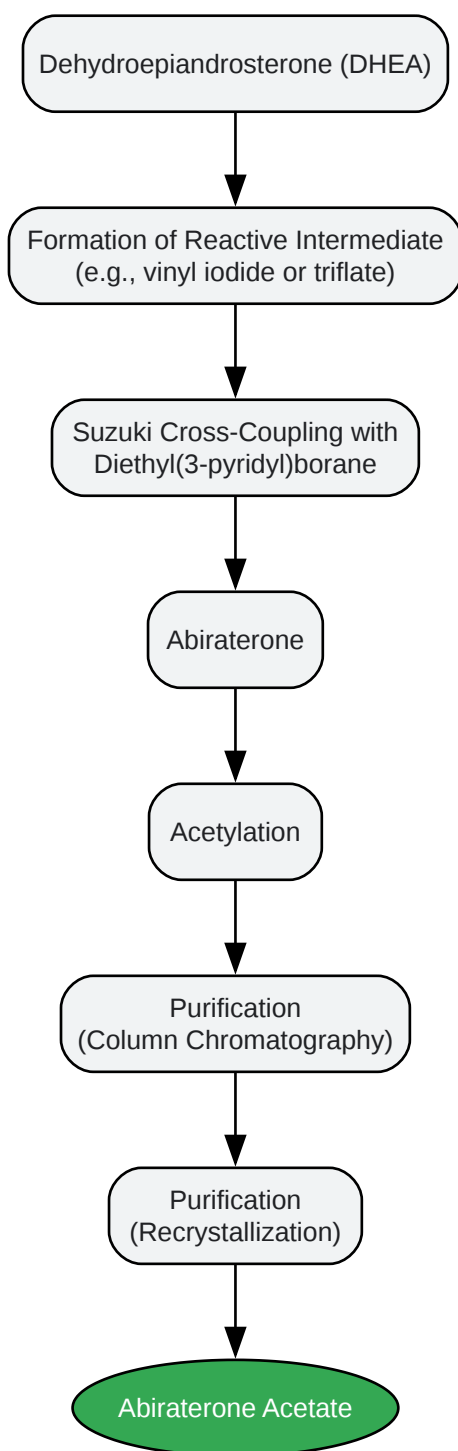 Dehydroepiandrosterone (DHEA)
Formation of Reactive Intermediate
(e.g., vinyl iodide or triflate)
Suzuki Cross-Coupling with
Diethyl(3-pyridyl)borane
Abiraterone
Acetylation
Purification
(Column Chromatography)
Purification
(Recrystallization)
Abiraterone Acetate